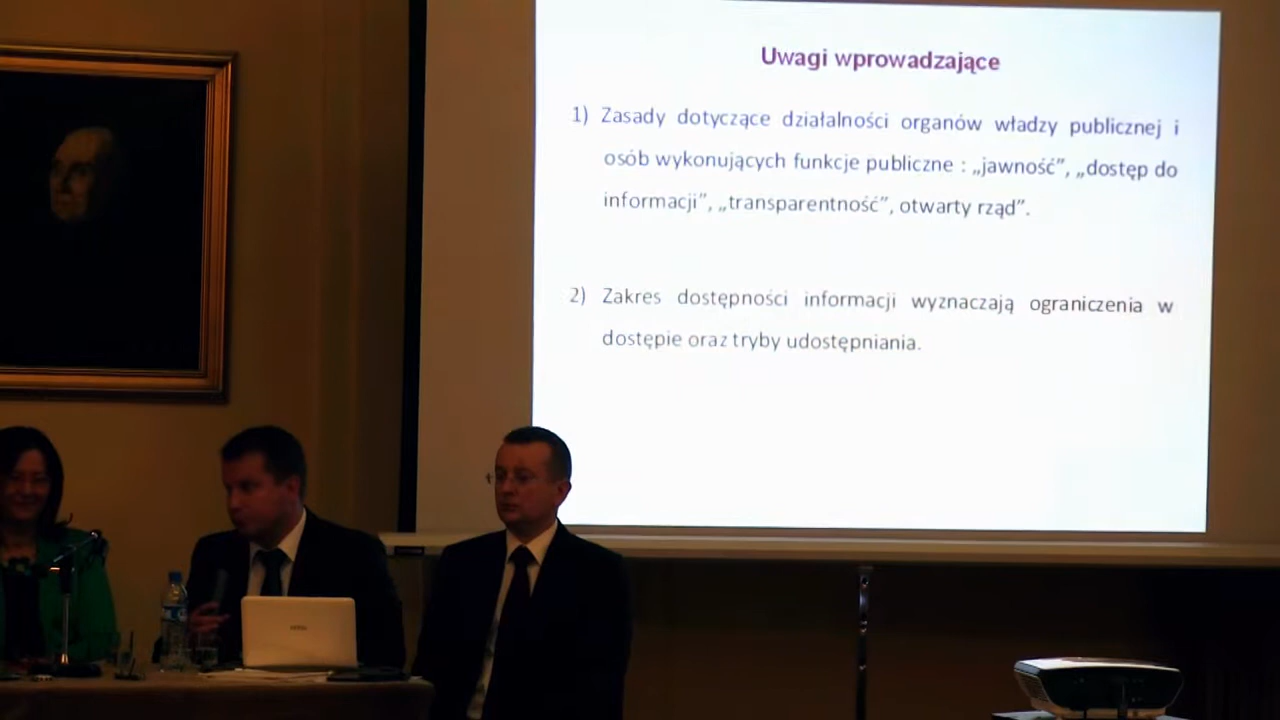 Uwagi wprowadzające
1) Zasady dotyczące działalności organów władzy publicznej i
osób wykonujących funkcje publiczne : „jawność”, „dostęp do
informacji”, „transparentność”, otwarty rząd”.
2) Zakres dostępności informacji wyznaczają ograniczenia w
dostępie oraz tryby udostępniania.